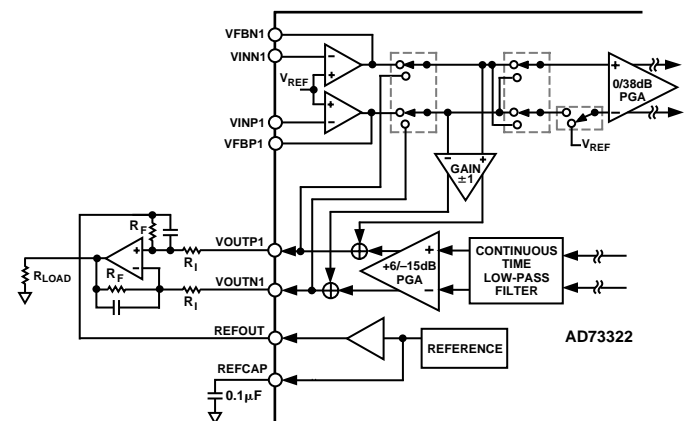 VFBN1
VINN1
VREF
VINP1
VFBP1
+
−
0/38dB
PGA
VREF
GAIN
±1
RF
VOUTP1
RI
RLOAD
RF
VOUTN1
RI
+6/−15dB
PGA
CONTINUOUS
TIME
LOW-PASS
FILTER
REFOUT
REFERENCE
AD73322
REFCAP
0.1µF